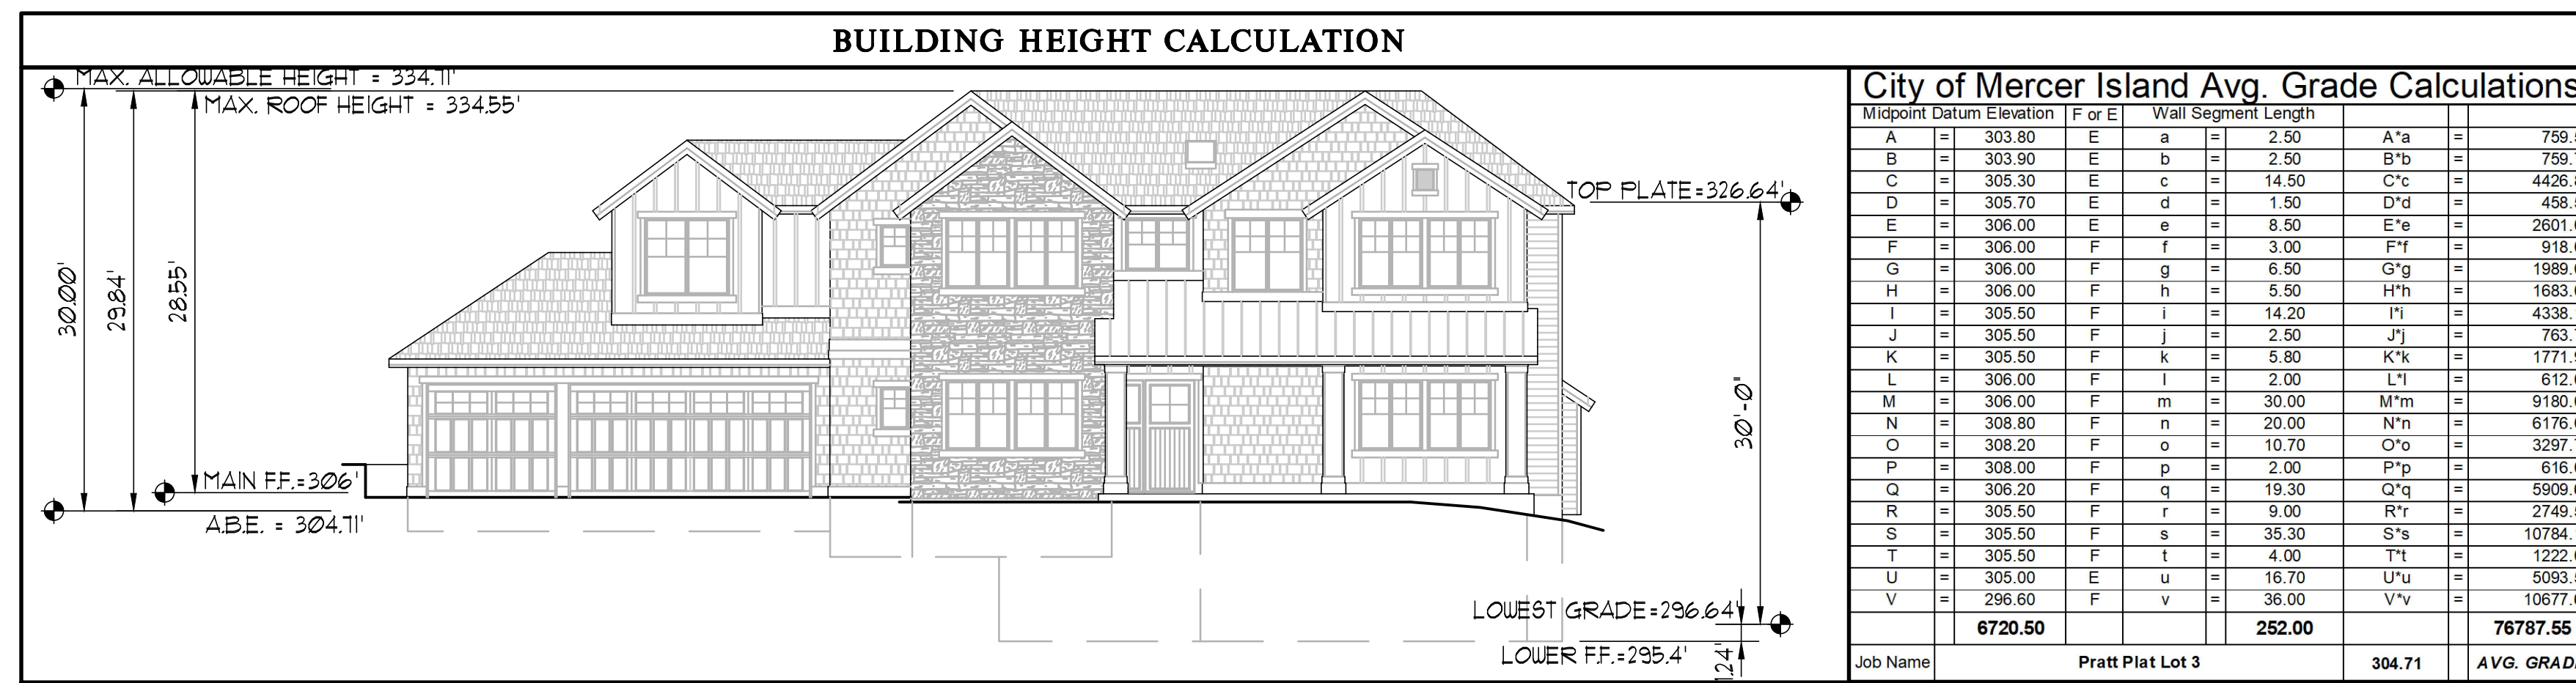 BUILDING HEIGHT CALCULATION
MAX. ALLOWABLE HEIGHT = 334.71'
MAX. ROOF HEIGHT = 334.55'
30.00'
29.84'
28.55'
MAIN F.F.=306'
A.B.E. = 304.71'
TOP PLATE=326.64'
30'-0"
LOWEST GRADE=296.64'
LOWER F.F.=295.4'
1.24'
City of Mercer Island Avg. Grade Calculations
Midpoint Datum Elevation F or E Wall Segment Length
A = 303.80 E a = 2.50 A*a =
B = 303.90 E b = 2.50 B*b =
C = 305.30 E c = 14.50 C*c =
D = 305.70 E d = 1.50 D*d =
E = 306.00 E e = 8.50 E*e =
F = 306.00 F f = 3.00 F*f =
G = 306.00 F g = 6.50 G*g =
H = 306.00 F h = 5.50 H*h =
I = 305.50 F i = 14.20 I*i =
J = 305.50 F j = 2.50 J*j =
K = 305.50 F k = 5.80 K*k =
L = 306.00 F l = 2.00 L*l =
M = 306.00 F m = 30.00 M*m =
N = 308.80 F n = 20.00 N*n =
O = 308.20 F o = 10.70 O*o =
P = 308.00 F p = 2.00 P*p =
Q = 306.20 F q = 19.30 Q*q =
R = 305.50 F r = 9.00 R*r =
S = 305.50 F s = 35.30 S*s =
T = 305.50 F t = 4.00 T*t =
U = 305.00 E u = 16.70 U*u =
V = 296.60 F v = 36.00 V*v =
6720.50 252.00 76787.55
Job Name Pratt Plat Lot 3 304.71 AVG.